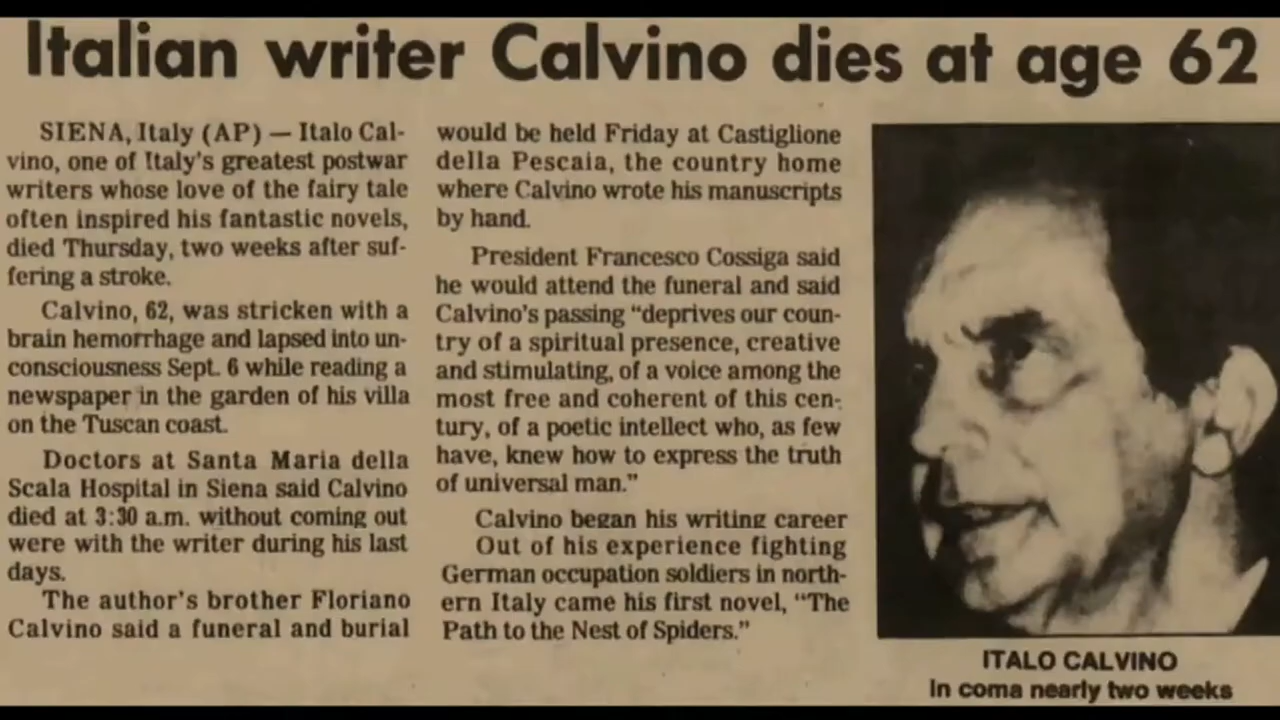 Italian writer Calvino dies at age 62
SIENA, Italy (AP) — Italo Cal-
vino, one of Italy's greatest postwar
writers whose love of the fairy tale
often inspired his fantastic novels,
died Thursday, two weeks after suf-
fering a stroke.
Calvino, 62, was stricken with a
brain hemorrhage and lapsed into un-
consciousness Sept. 6 while reading a
newspaper in the garden of his villa
on the Tuscan coast.
Doctors at Santa Maria della
Scala Hospital in Siena said Calvino
died at 3:30 a.m. without coming out
were with the writer during his last
days.
The author's brother Floriano
Calvino said a funeral and burial
would be held Friday at Castiglione
della Pescaia, the country home
where Calvino wrote his manuscripts
by hand.
President Francesco Cossiga said
he would attend the funeral and said
Calvino's passing "deprives our coun-
try of a spiritual presence, creative
and stimulating, of a voice among the
most free and coherent of this cen-
tury, of a poetic intellect who, as few
have, knew how to express the truth
of universal man."
Calvino began his writing career
Out of his experience fighting
German occupation soldiers in north-
ern Italy came his first novel, "The
Path to the Nest of Spiders."
ITALO CALVINO
In coma nearly two weeks